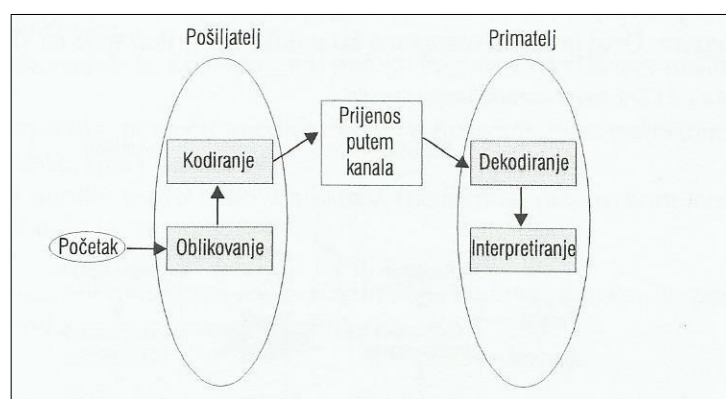 Pošiljatelj
Primatelj
Prijenos
putem
kanala
Kodiranje
Dekodiranje
Početak
Oblikovanje
Interpretiranje